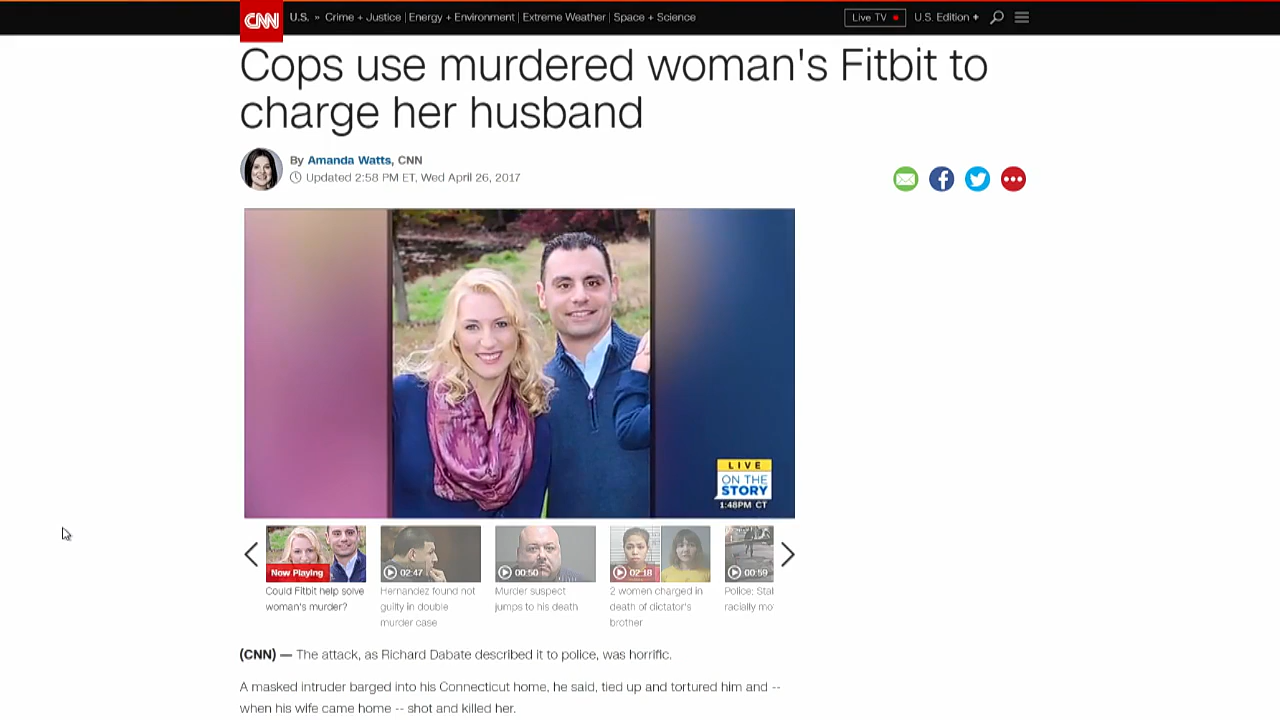 CNN U.S. » Crime + Justice | Energy + Environment | Extreme Weather | Space + Science Live TV U.S. Edition +
Cops use murdered woman's Fitbit to
charge her husband
By Amanda Watts, CNN
Updated 2:58 PM ET, Wed April 26, 2017
LIVE
ON THE
STORY
1:48PM CT
Now Playing 02:47 00:50 02:18 00:59
Could Fitbit help solve
woman's murder?
Hernandez found not
guilty in double
murder case
Murder suspect
jumps to his death
2 women charged in
death of dictator's
brother
Police: Stal
racially mo
(CNN) — The attack, as Richard Dabate described it to police, was horrific.
A masked intruder barged into his Connecticut home, he said, tied up and tortured him and --
when his wife came home -- shot and killed her.